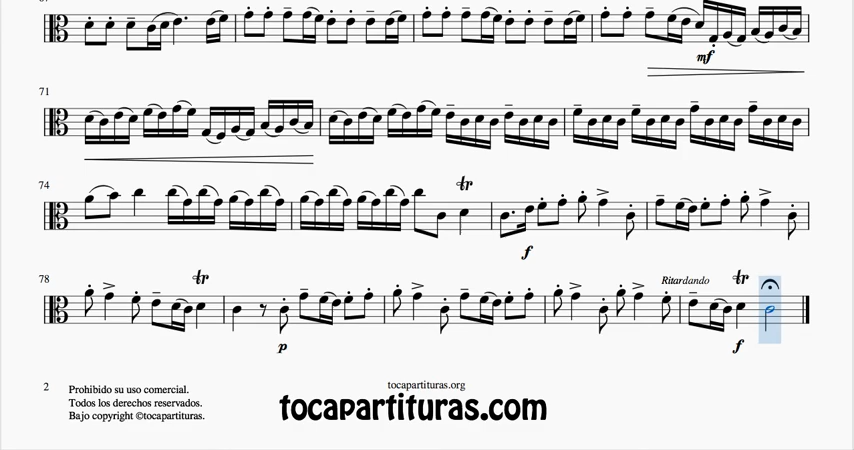 mf
71
74
tr
f
78
tr
Ritardando
tr
p
f
2
Prohibido su uso comercial.
Todos los derechos reservados.
Bajo copyright ©tocapartituras.
tocapartituras.org
tocapartituras.com